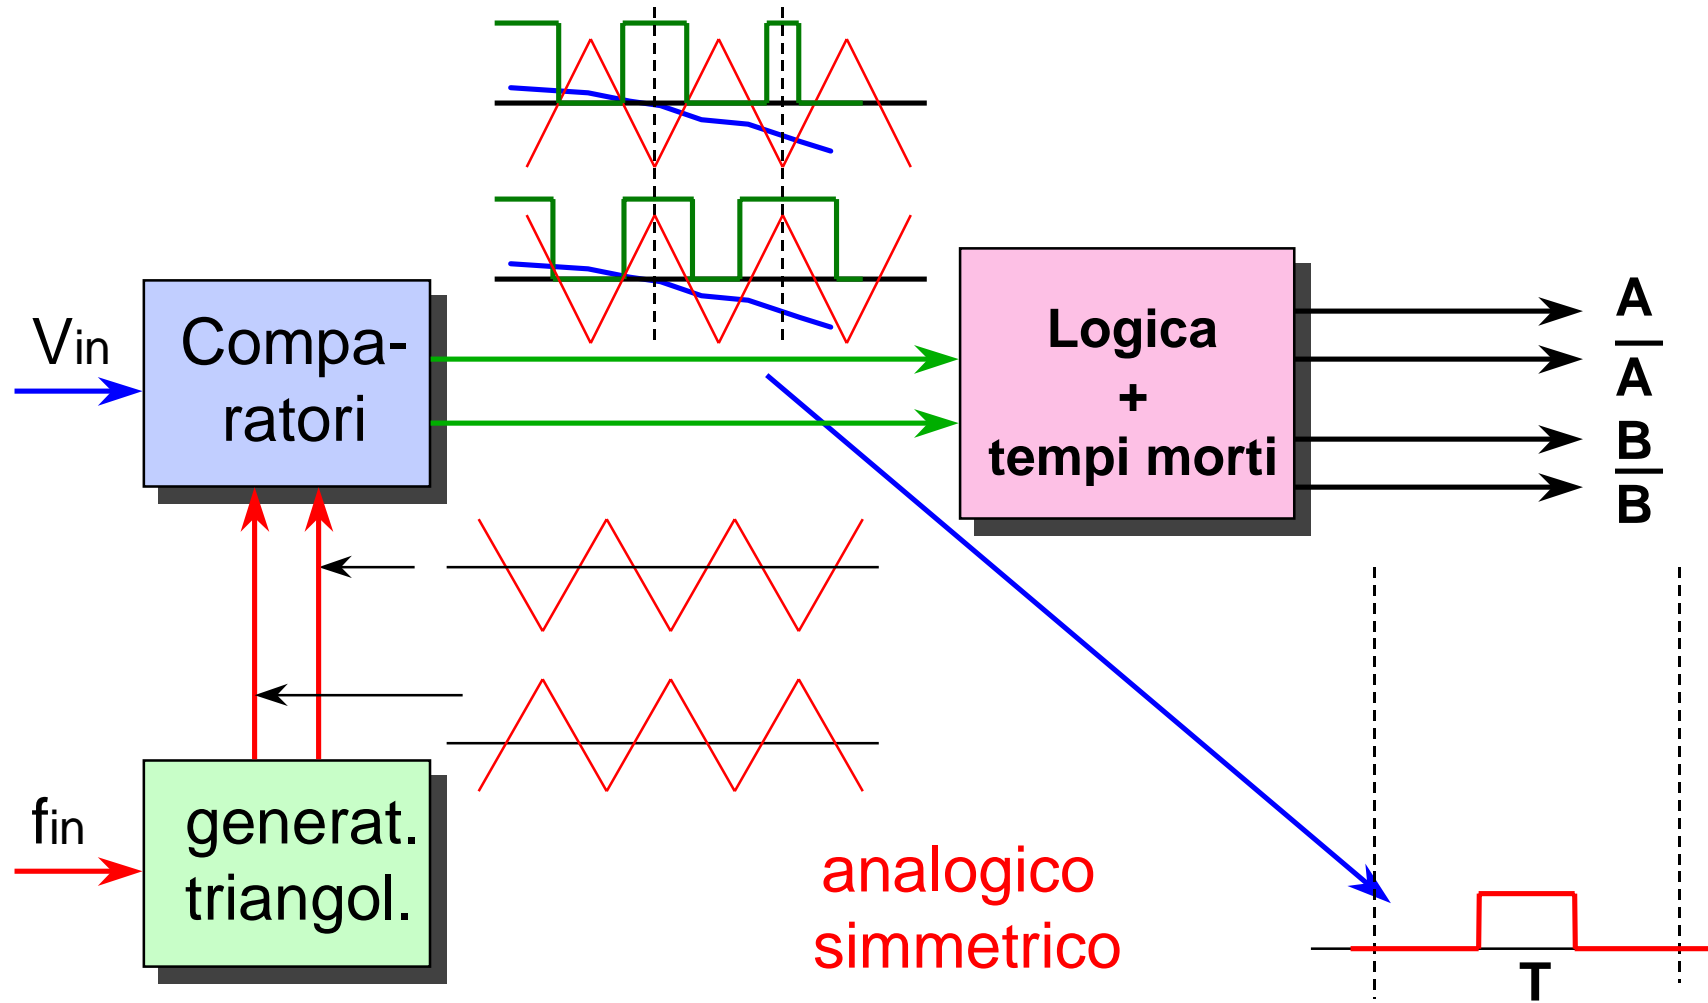 Vin
Compa-
ratori
Logica
+
tempi morti
A
A
B
B
fin
generat.
triangol.
analogico
simmetrico
T